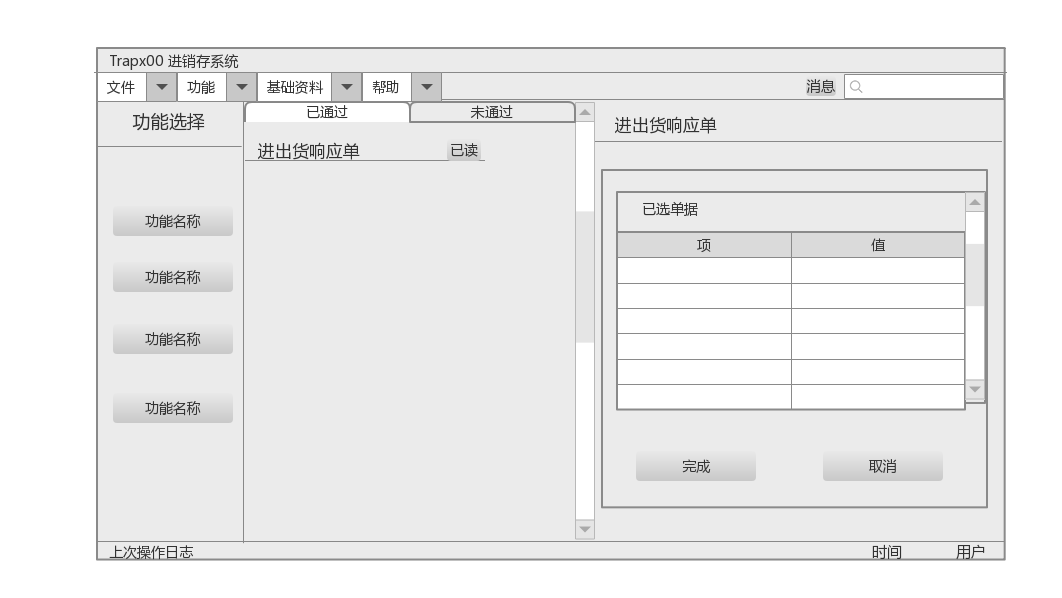 Trapx00 进销存系统
文件 功能 基础资料 帮助 消息
功能选择
已通过 未通过
进出货响应单 已读
进出货响应单
功能名称
功能名称
功能名称
功能名称
已选单据
项 值
完成 取消
上次操作日志 时间 用户